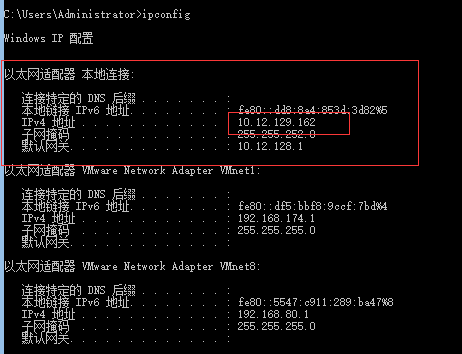 C:\Users\Administrator>ipconfig
Windows IP 配置
以太网适配器 本地连接:
连接特定的 DNS 后缀 . . . . . . . :
本地链接 IPv6 地址. . . . . . . . : fe80::dd8:8a4:853d:3d82%5
IPv4 地址 . . . . . . . . . . . . : 10.12.129.162
子网掩码 . . . . . . . . . . . . : 255.255.252.0
默认网关. . . . . . . . . . . . . : 10.12.128.1
以太网适配器 VMware Network Adapter VMnet1:
连接特定的 DNS 后缀 . . . . . . . :
本地链接 IPv6 地址. . . . . . . . : fe80::df5:bbf8:9ccf:7bd%4
IPv4 地址 . . . . . . . . . . . . : 192.168.174.1
子网掩码 . . . . . . . . . . . . : 255.255.255.0
默认网关. . . . . . . . . . . . . :
以太网适配器 VMware Network Adapter VMnet8:
连接特定的 DNS 后缀 . . . . . . . :
本地链接 IPv6 地址. . . . . . . . : fe80::5547:e911:289:ba47%8
IPv4 地址 . . . . . . . . . . . . : 192.168.80.1
子网掩码 . . . . . . . . . . . . : 255.255.255.0
默认网关. . . . . . . . . . . . . :